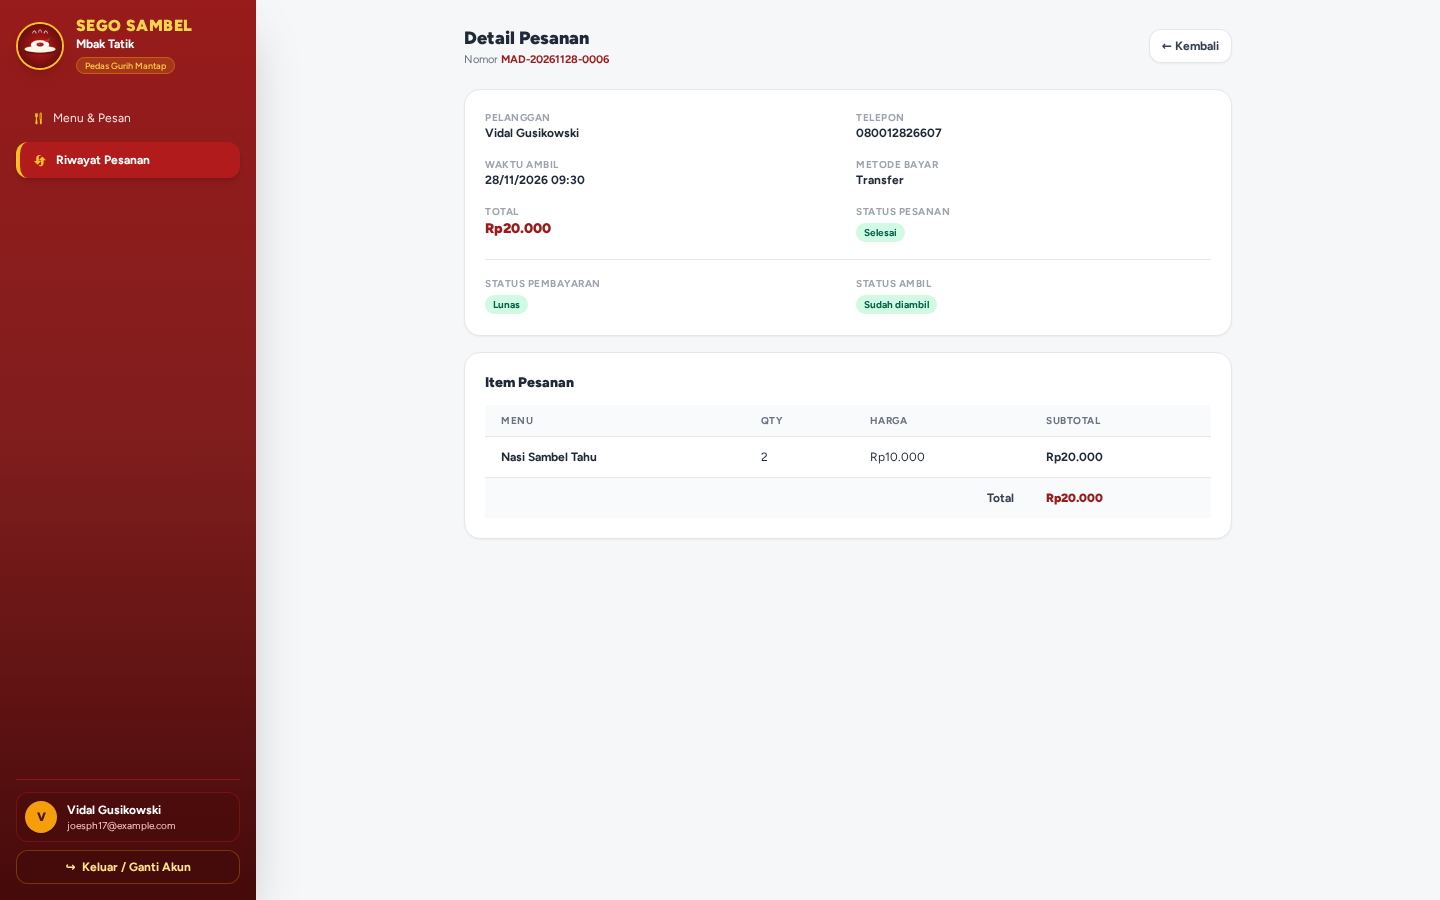 SEGO SAMBEL
Mbak Tatik
Pedas Gurih Mantap
Menu & Pesan
Riwayat Pesanan
Vidal Gusikowski
joesph17@example.com
↪ Keluar / Ganti Akun
Detail Pesanan
Nomor MAD-20261128-0006
← Kembali
PELANGGAN
Vidal Gusikowski
TELEPON
080012826607
WAKTU AMBIL
28/11/2026 09:30
METODE BAYAR
Transfer
TOTAL
Rp20.000
STATUS PESANAN
Selesai
STATUS PEMBAYARAN
Lunas
STATUS AMBIL
Sudah diambil
Item Pesanan
MENU QTY HARGA SUBTOTAL
Nasi Sambel Tahu 2 Rp10.000 Rp20.000
Total Rp20.000
V